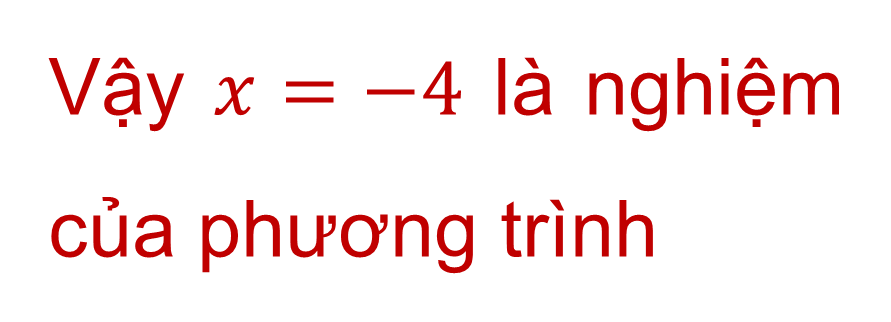 Vậy x = −4 là nghiệm
của phương trình